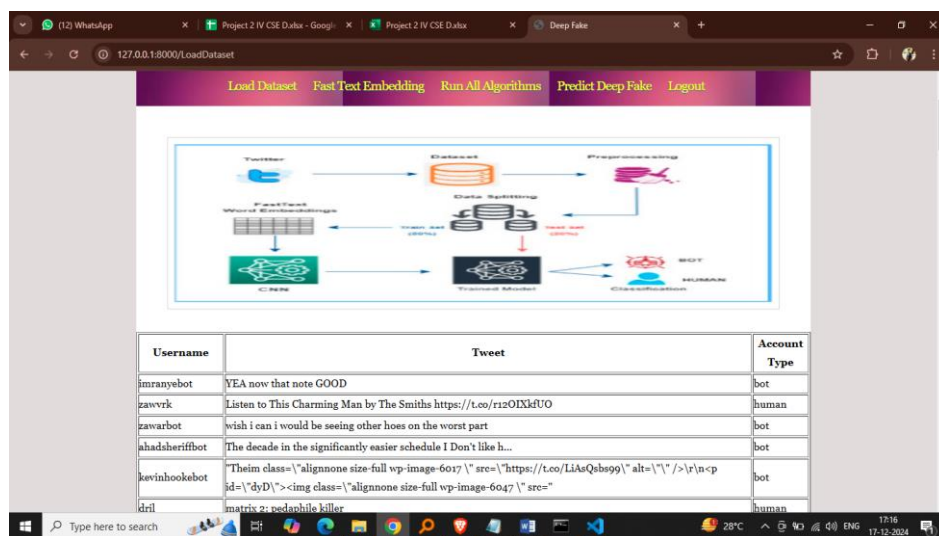 (12) WhatsApp
Project 2 IV CSE D.xlsx - Google
Project 2 IV CSE D.xlsx
Deep Fake
127.0.0.1:8000/LoadDataset
Load Dataset Fast Text Embedding Run All Algorithms Predict Deep Fake Logout
Twitter
Dataset
Preprocessing
FastText
Word Embeddings
Data Splitting
Train set
(80%)
Test set
(20%)
BOT
HUMAN
CNN
Trained Model
Classification
Username Tweet Account Type
imranyebot YEA now that note GOOD bot
zawvrk Listen to This Charming Man by The Smiths https://t.co/r12OIXkfUO human
zawarbot wish i can i would be seeing other hoes on the worst part bot
ahadsheriffbot The decade in the significantly easier schedule I Don't like h... bot
kevinhookebot "Theim class=\"alignnone size-full wp-image-6017 \" src=\"https://t.co/LiAsQsbs99\" alt=\"\" />\r\n<p
id=\"dyD\"><img class=\"alignnone size-full wp-image-6047 \" src=" bot
dril matrix 2: pedaphile killer human
Type here to search
28°C
ENG
17:16
17-12-2024